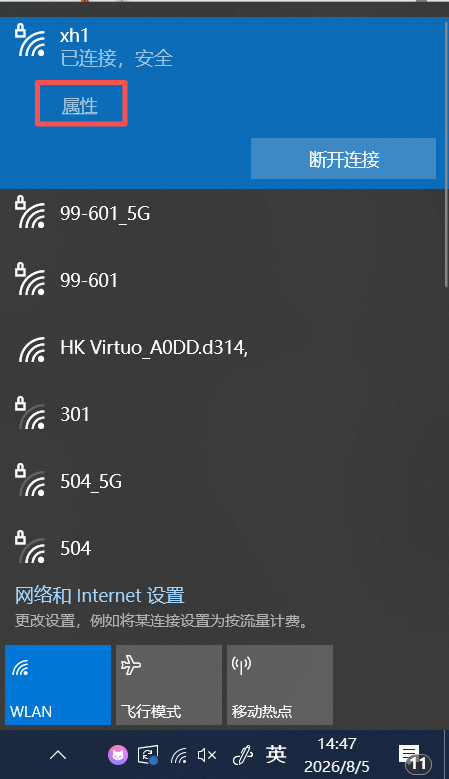 xh1
已连接，安全
属性
断开连接
99-601_5G
99-601
HK Virtuo_A0DD.d314,
301
504_5G
504
网络和 Internet 设置
更改设置，例如将某连接设置为按流量计费。
WLAN
飞行模式
移动热点
英
14:47
2026/8/5
11